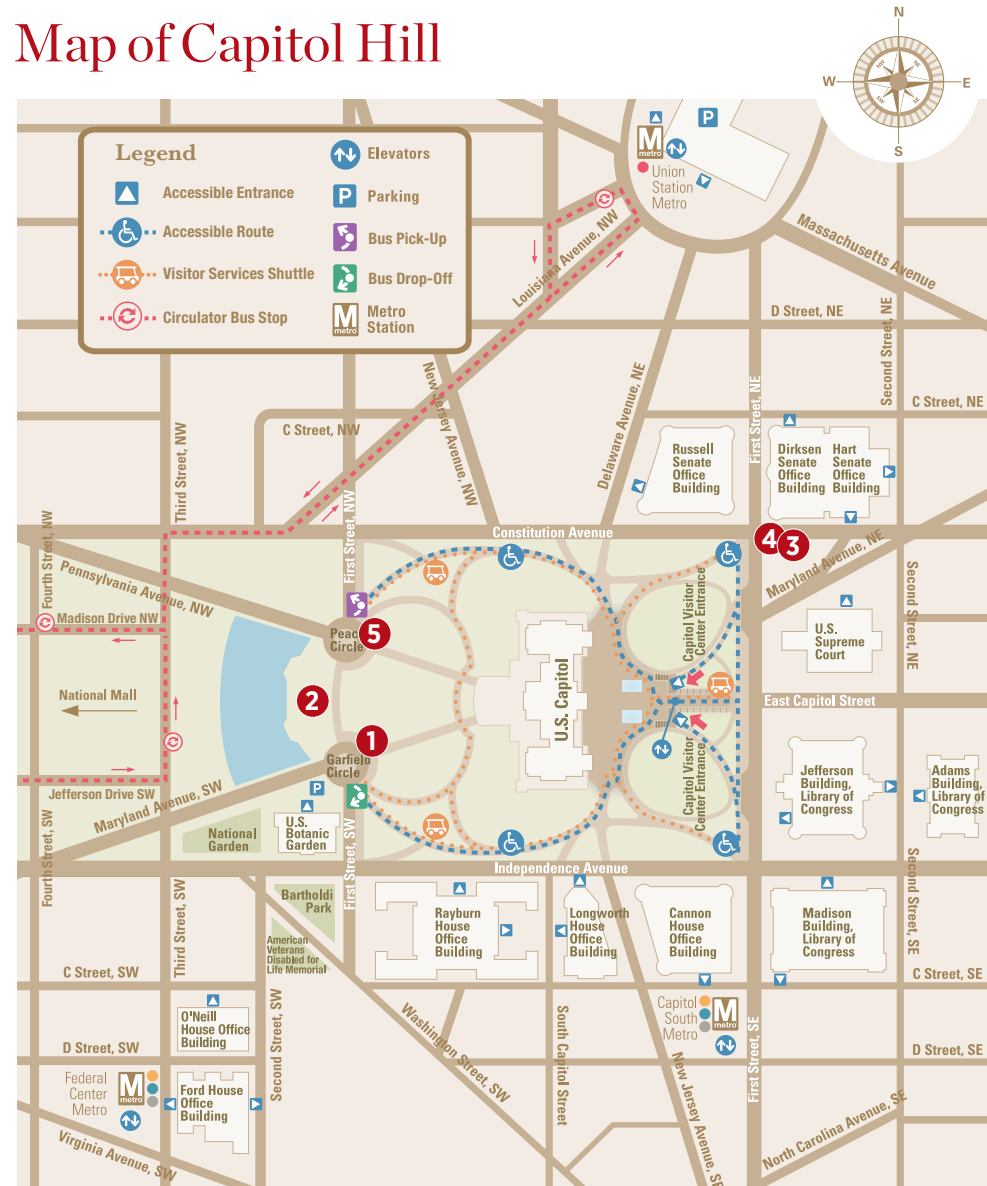 Map of Capitol Hill
N
W
E
S
NW
NE
SW
SE
Legend
Accessible Entrance
Accessible Route
Visitor Services Shuttle
Circulator Bus Stop
Elevators
P
Parking
Bus Pick-Up
Bus Drop-Off
M
metro
Metro
Station
M
metro
P
Union
Station
Metro
Massachusetts Avenue
Louisiana Avenue, NW
D Street, NE
Second Street, NE
C Street, NE
First Street, NE
Delaware Avenue, NE
New Jersey Avenue, NW
C Street, NW
Third Street, NW
Russell
Senate
Office
Building
Dirksen
Senate
Office
Building
Hart
Senate
Office
Building
Fourth Street, NW
First Street, NW
Constitution Avenue
4
3
Maryland Avenue, NE
Pennsylvania Avenue, NW
Madison Drive NW
Second Street, NE
Capitol Visitor
Center Entrance
U.S.
Supreme
Court
Peace
Circle
5
National Mall
2
U.S. Capitol
East Capitol Street
1
Garfield
Circle
Jefferson Drive SW
Maryland Avenue, SW
P
U.S.
Botanic
Garden
National
Garden
Capitol Visitor
Center Entrance
Jefferson
Building,
Library of
Congress
Adams
Building,
Library of
Congress
Fourth Street, SW
First Street, SW
Independence Avenue
Second Street, SE
Third Street, SW
Bartholdi
Park
American
Veterans
Disabled for
Life Memorial
Rayburn
House
Office
Building
Longworth
House
Office
Building
Cannon
House
Office
Building
Madison
Building,
Library of
Congress
C Street, SW
C Street, SE
O'Neill
House Office
Building
Second Street, SW
Washington Street, SW
South Capitol Street
Capitol
South
Metro
M
metro
First Street, SE
New Jersey Avenue, SE
D Street, SW
D Street, SE
Federal
Center
Metro
M
metro
Ford House
Office
Building
Virginia Avenue, SW
North Carolina Avenue, SE